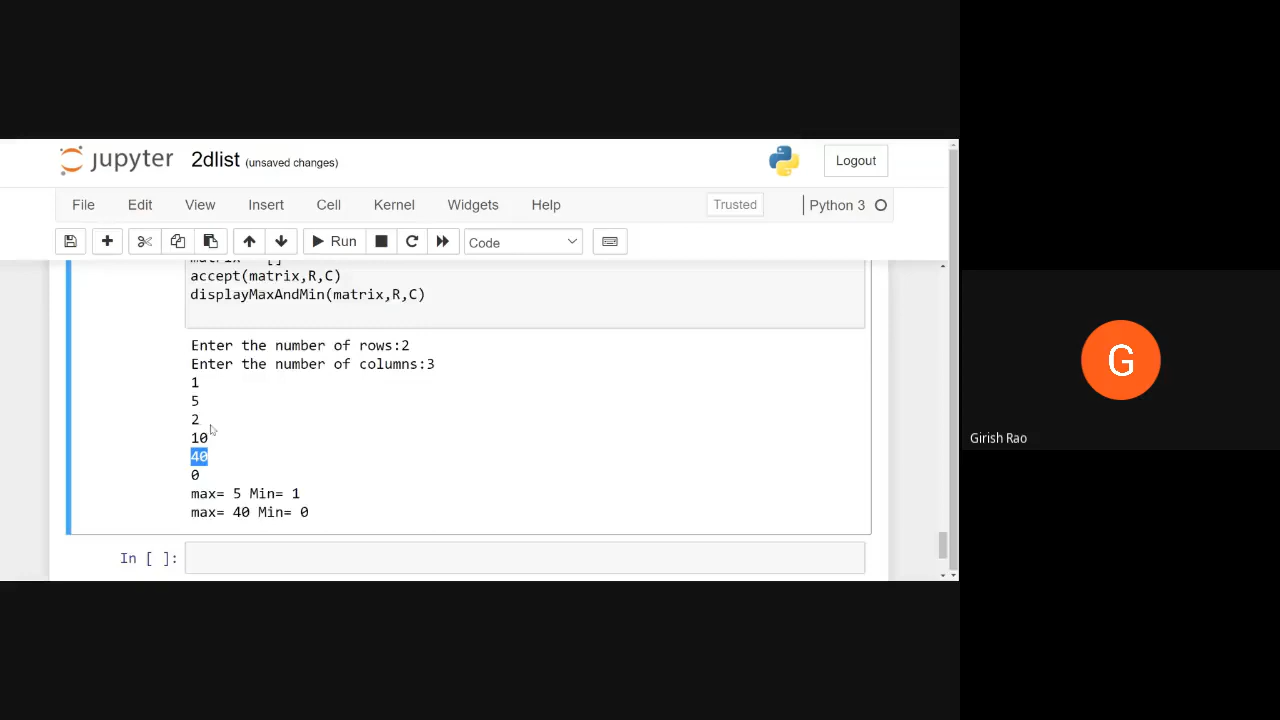 jupyter 2dlist (unsaved changes)
Logout
File Edit View Insert Cell Kernel Widgets Help
Trusted
Python 3
Run
Code
matrix = []
accept(matrix,R,C)
displayMaxAndMin(matrix,R,C)
Enter the number of rows:2
Enter the number of columns:3
1
5
2
10
40
0
max= 5 Min= 1
max= 40 Min= 0
In [ ]:
G
Girish Rao